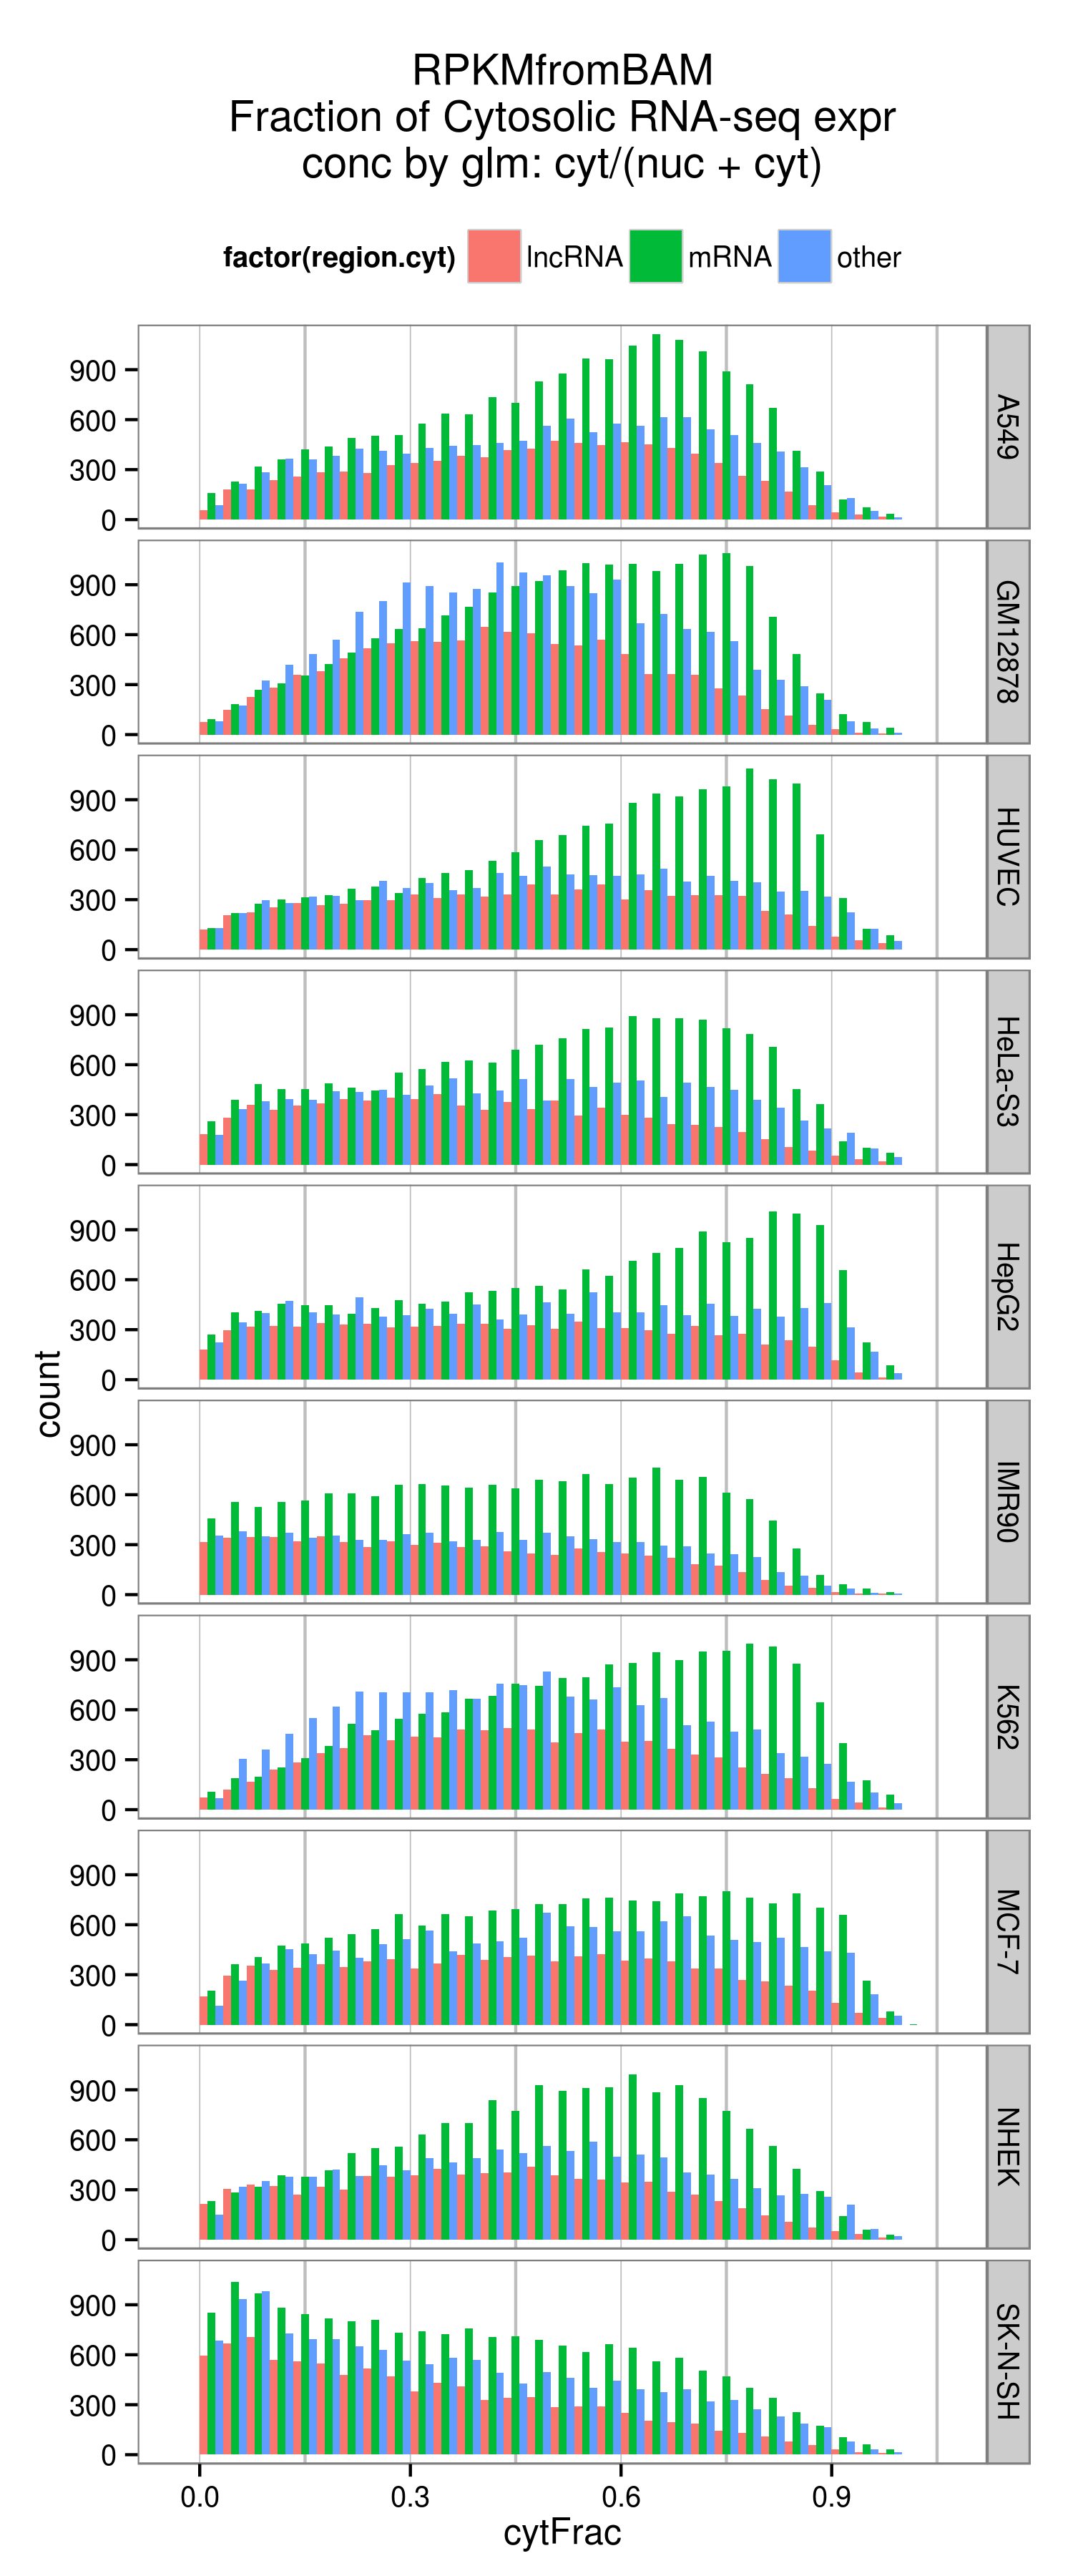 RPKMfromBAM
Fraction of Cytosolic RNA-seq expr
conc by glm: cyt/(nuc + cyt)
factor(region.cyt) lncRNA mRNA other
900
600
300
0
A549
900
600
300
0
GM12878
900
600
300
0
HUVEC
900
600
300
0
HeLa-S3
900
600
300
0
HepG2
count
900
600
300
0
IMR90
900
600
300
0
K562
900
600
300
0
MCF-7
900
600
300
0
NHEK
900
600
300
0
SK-N-SH
0.0 0.3 0.6 0.9
cytFrac